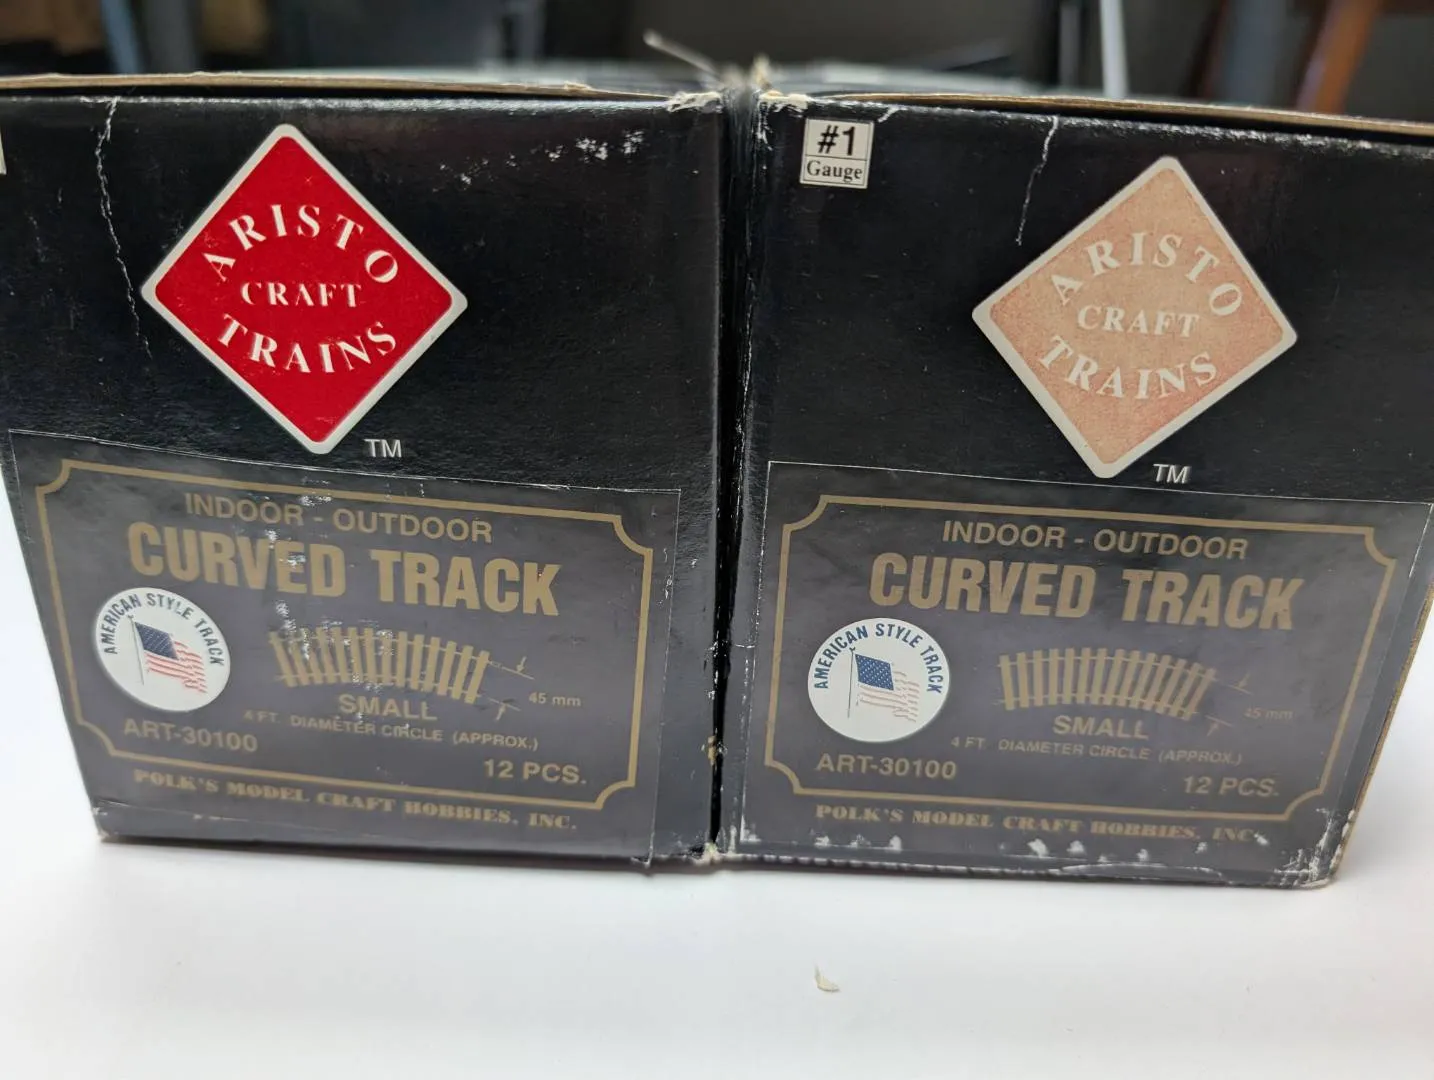 ARISTO
CRAFT
TRAINS
TM
INDOOR - OUTDOOR
CURVED TRACK
AMERICAN STYLE TRACK
45 mm
SMALL
4 FT. DIAMETER CIRCLE (APPROX.)
ART-30100
12 PCS.
POLK'S MODEL CRAFT HOBBIES, INC.
#1
Gauge
ARISTO
CRAFT
TRAINS
TM
INDOOR - OUTDOOR
CURVED TRACK
AMERICAN STYLE TRACK
45 mm
SMALL
4 FT. DIAMETER CIRCLE (APPROX.)
ART-30100
12 PCS.
POLK'S MODEL CRAFT HOBBIES, INC.